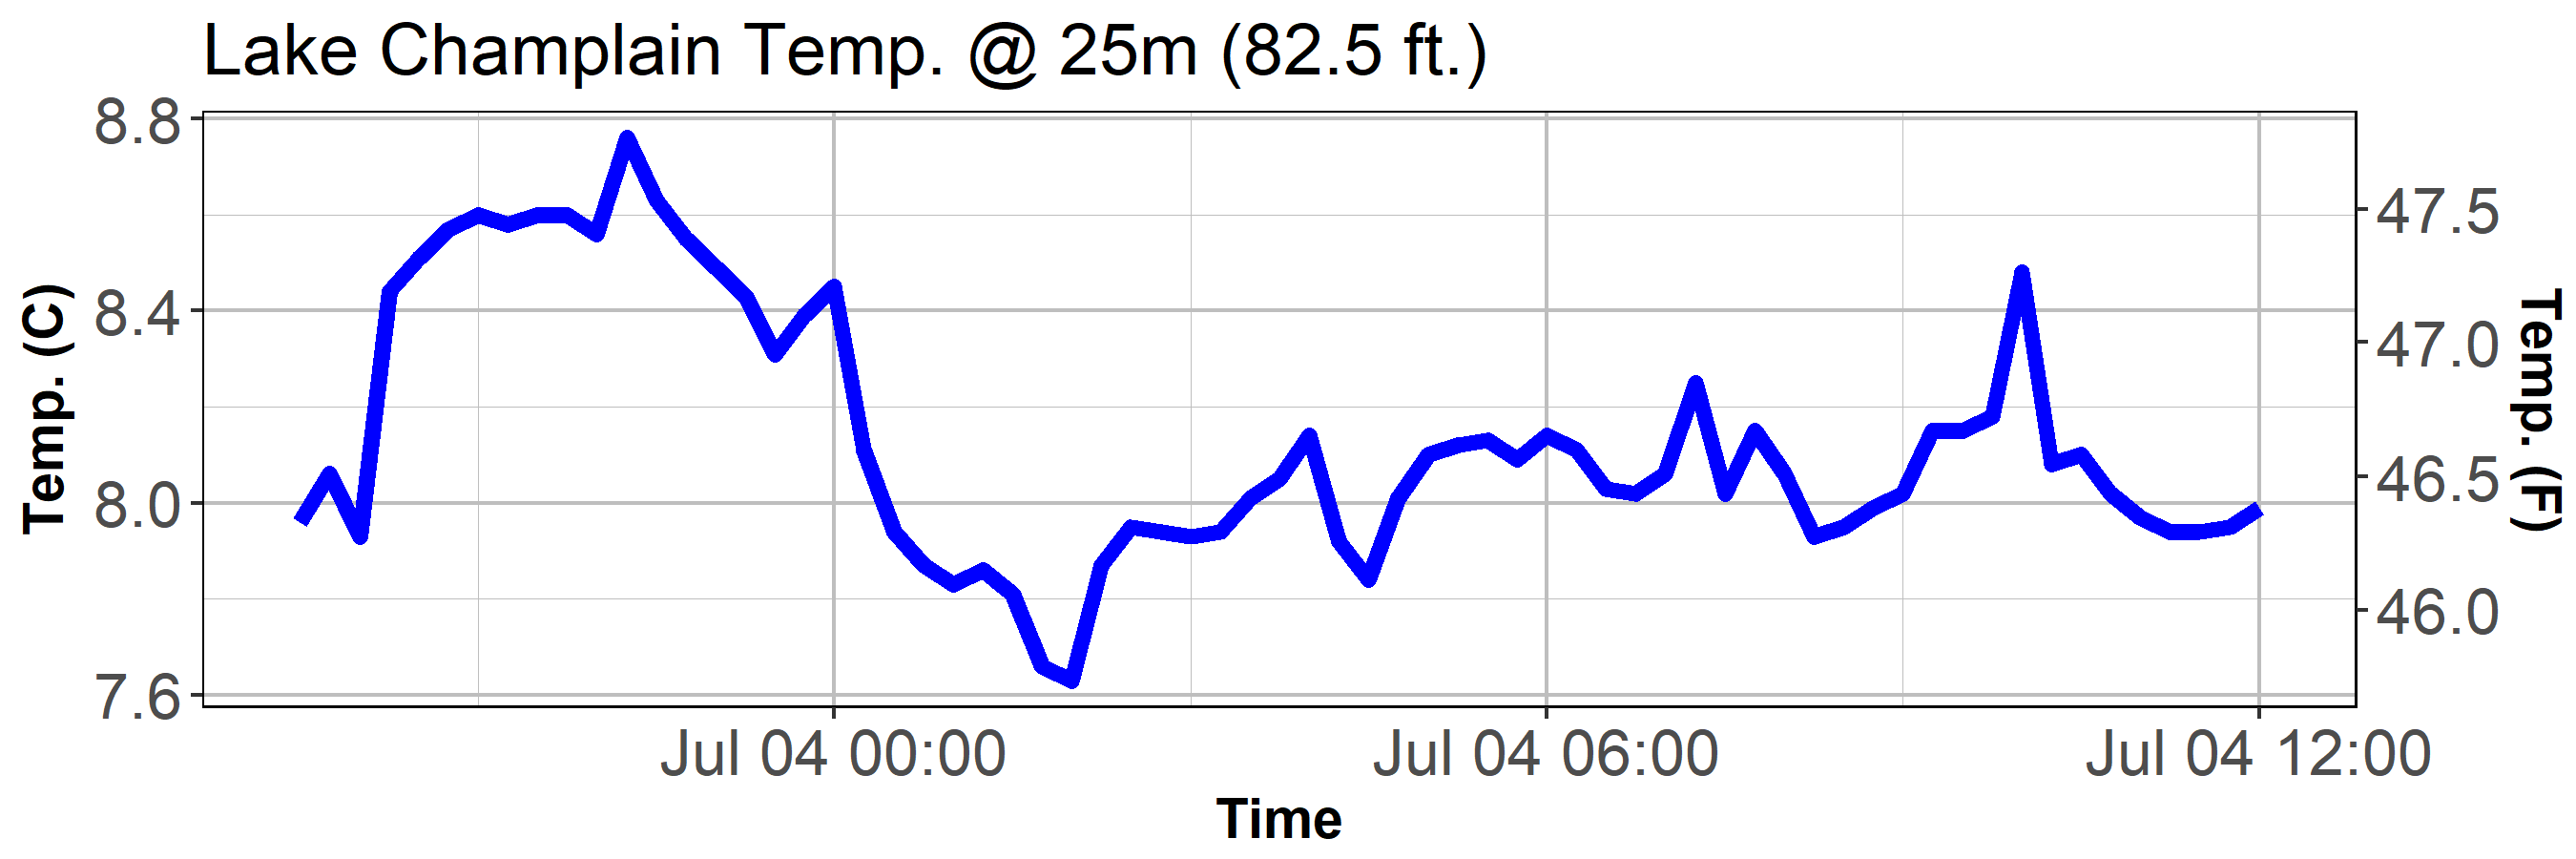 Lake Champlain Temp. @ 25m (82.5 ft.)
Temp. (C)
8.8
8.4
8.0
7.6
47.5
47.0
46.5
46.0
Temp. (F)
Jul 04 00:00 Jul 04 06:00 Jul 04 12:00
Time